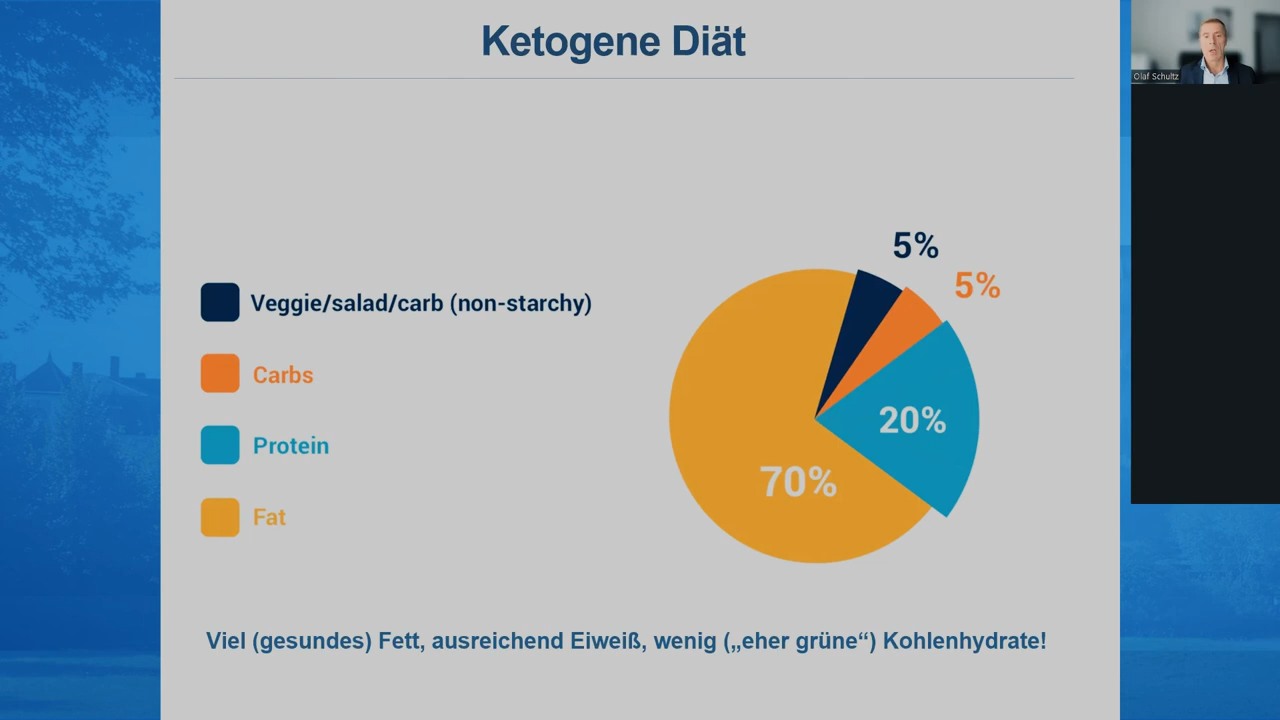 Ketogene Diät
Olaf Schultz
5%
5%
Veggie/salad/carb (non-starchy)
Carbs
20%
Protein
70%
Fat
Viel (gesundes) Fett, ausreichend Eiweiß, wenig („eher grüne“) Kohlenhydrate!